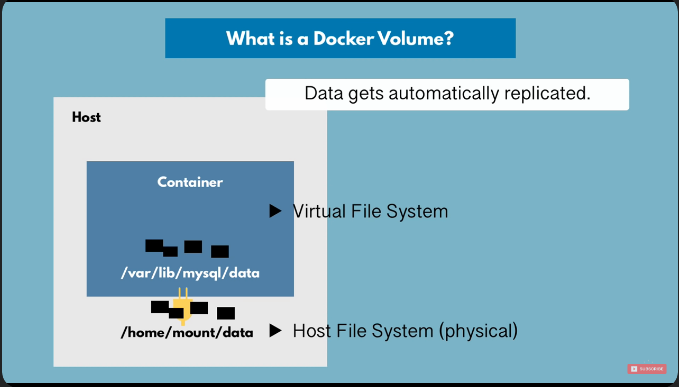 What is a Docker Volume?
Data gets automatically replicated.
Host
Container
▶ Virtual File System
/var/lib/mysql/data
/home/mount/data
▶ Host File System (physical)
SUBSCRIBE